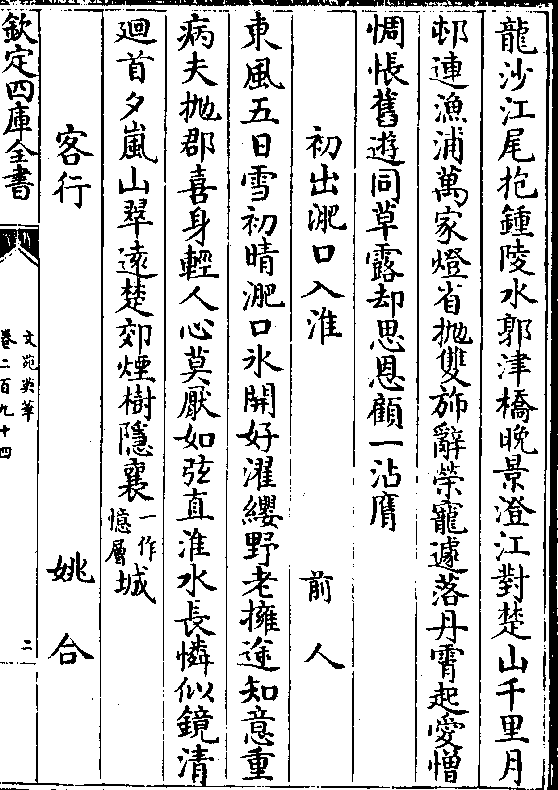 龍沙江尾抱鍾陵水郭津橋晚景澄江對楚山千里月
邨連漁浦萬家燈省抛雙斾辭榮寵遽落丹霄起愛憎
惆悵舊遊同草露却思恩顧一沾膺
初出淝口入淮 前人
東風五日雪初晴淝口氷開好濯纓野老擁途知意重
病夫抛郡喜身輕人心莫厭如弦直淮水長憐似鏡清
廻首夕嵐山翠逺楚郊煙樹隱襄一作憶層城
客行 姚合
欽定四庫全書
文苑英華
卷二百九十四
二